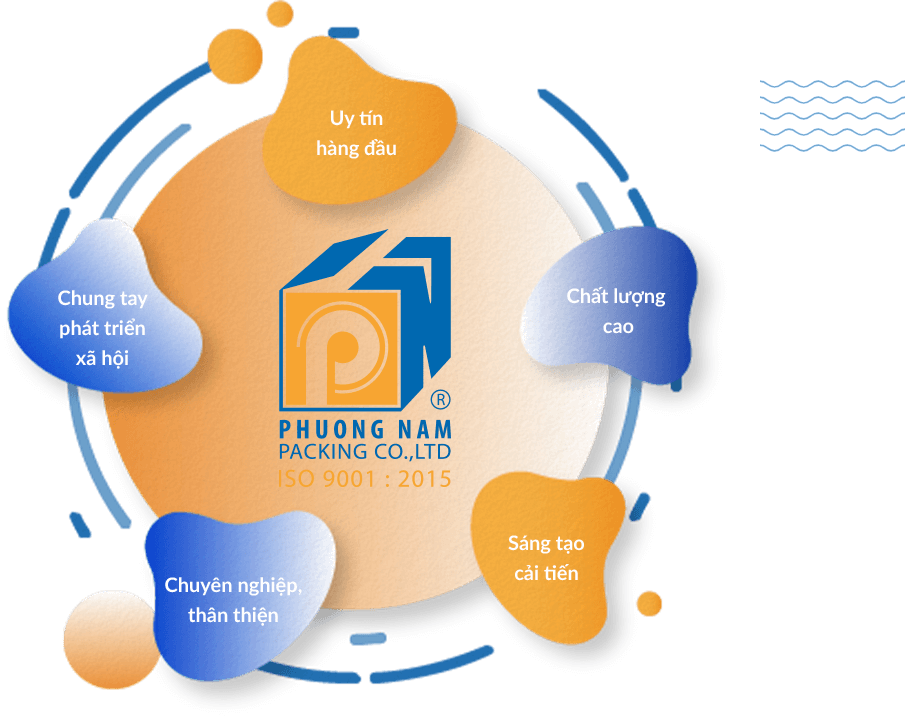 Uy tín
hàng đầu
Chất lượng
cao
Sáng tạo
cải tiến
Chuyên nghiệp,
thân thiện
Chung tay
phát triển
xã hội
®
PHUONG NAM
PACKING CO.,LTD
ISO 9001 : 2015